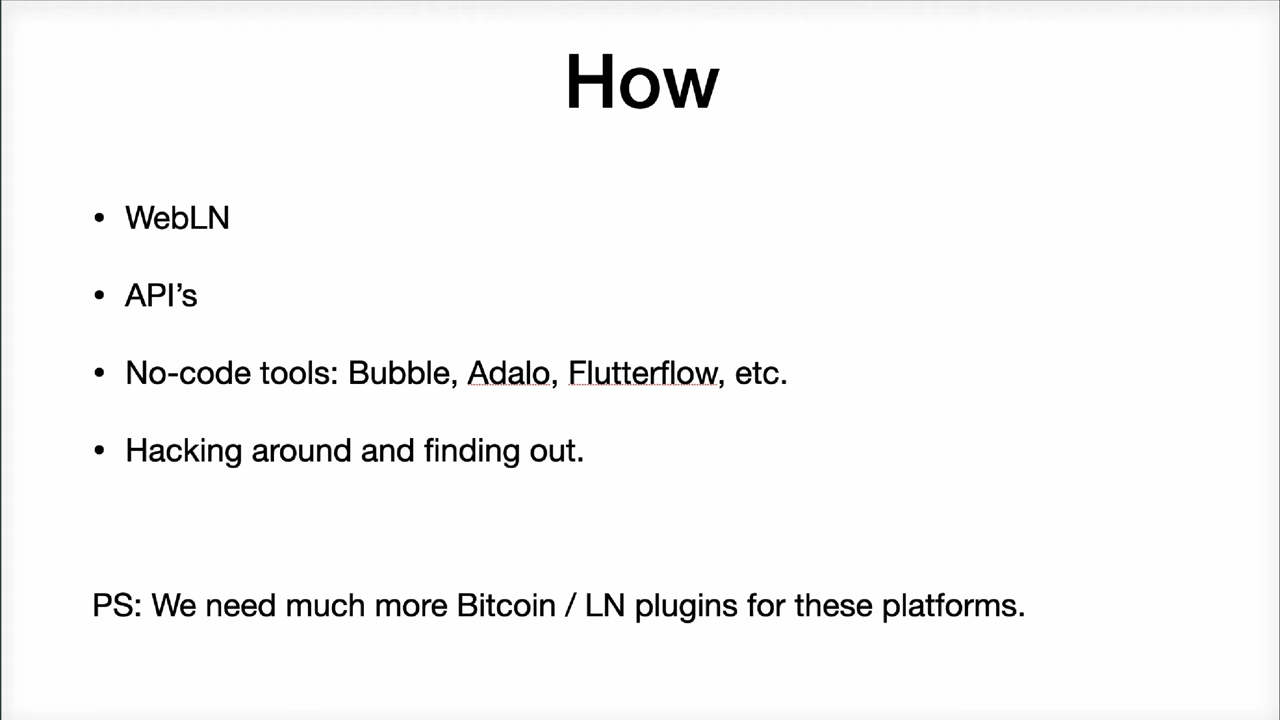 How
• WebLN
• API’s
• No-code tools: Bubble, Adalo, Flutterflow, etc.
• Hacking around and finding out.
PS: We need much more Bitcoin / LN plugins for these platforms.